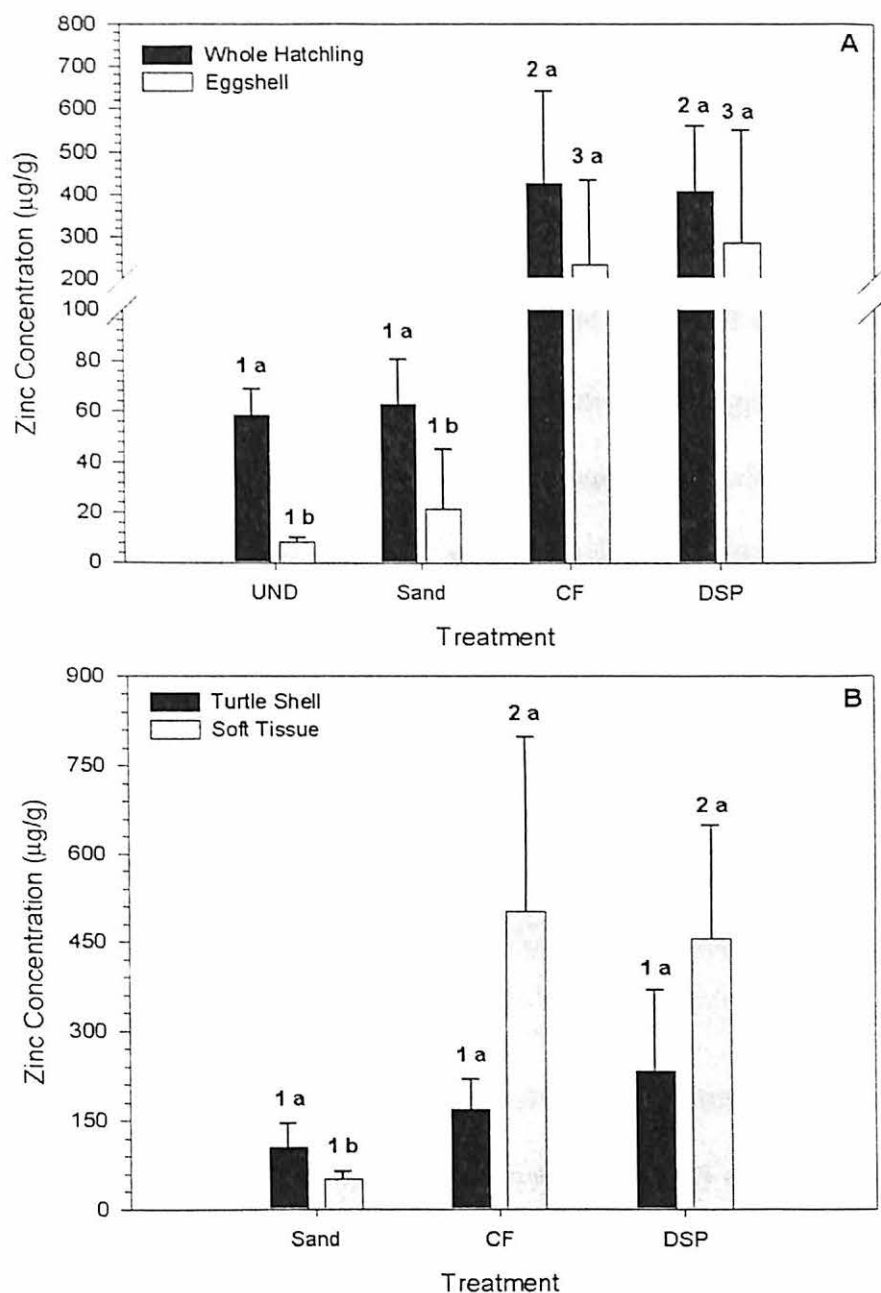 A
Whole Hatchling
Eggshell
Zinc Concentraton (µg/g)
800
700
600
500
400
300
200
100
80
60
40
20
0
1 a
1 b
1 a
1 b
2 a
3 a
2 a
3 a
UND Sand CF DSP
Treatment
B
Turtle Shell
Soft Tissue
Zinc Concentration (µg/g)
900
750
600
450
300
150
0
1 a
1 b
1 a
2 a
1 a
2 a
Sand CF DSP
Treatment